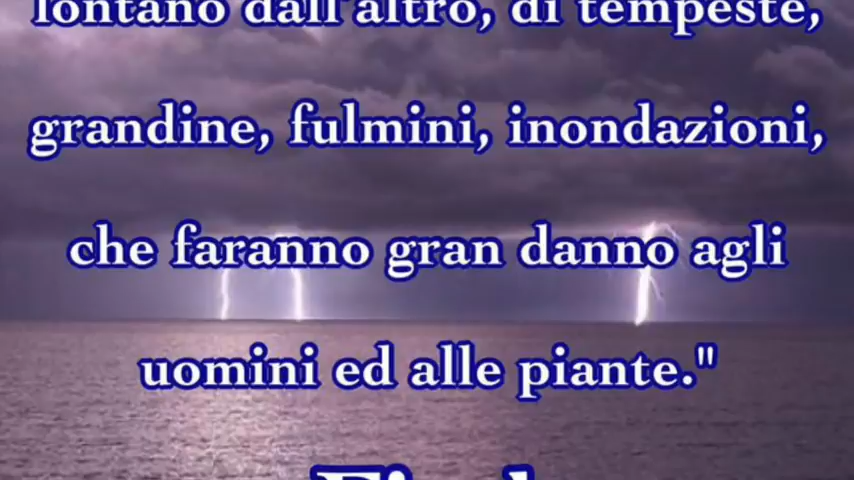 lontano dall'altro, di tempeste,
grandine, fulmini, inondazioni,
che faranno gran danno agli
uomini ed alle piante."